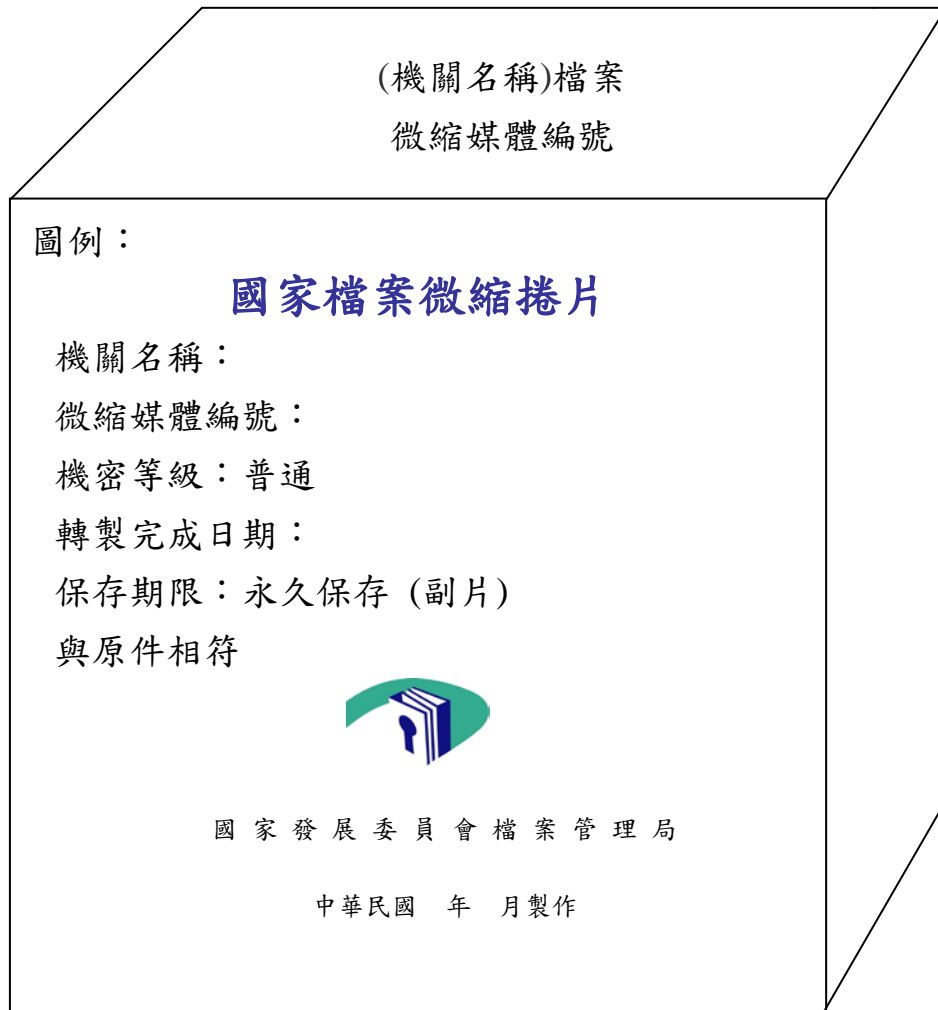 (機關名稱)檔案
微縮媒體編號
圖例：
國家檔案微縮捲片
機關名稱：
微縮媒體編號：
機密等級：普通
轉製完成日期：
保存期限：永久保存 (副片)
與原件相符
國家發展委員會檔案管理局
中華民國　年　月製作